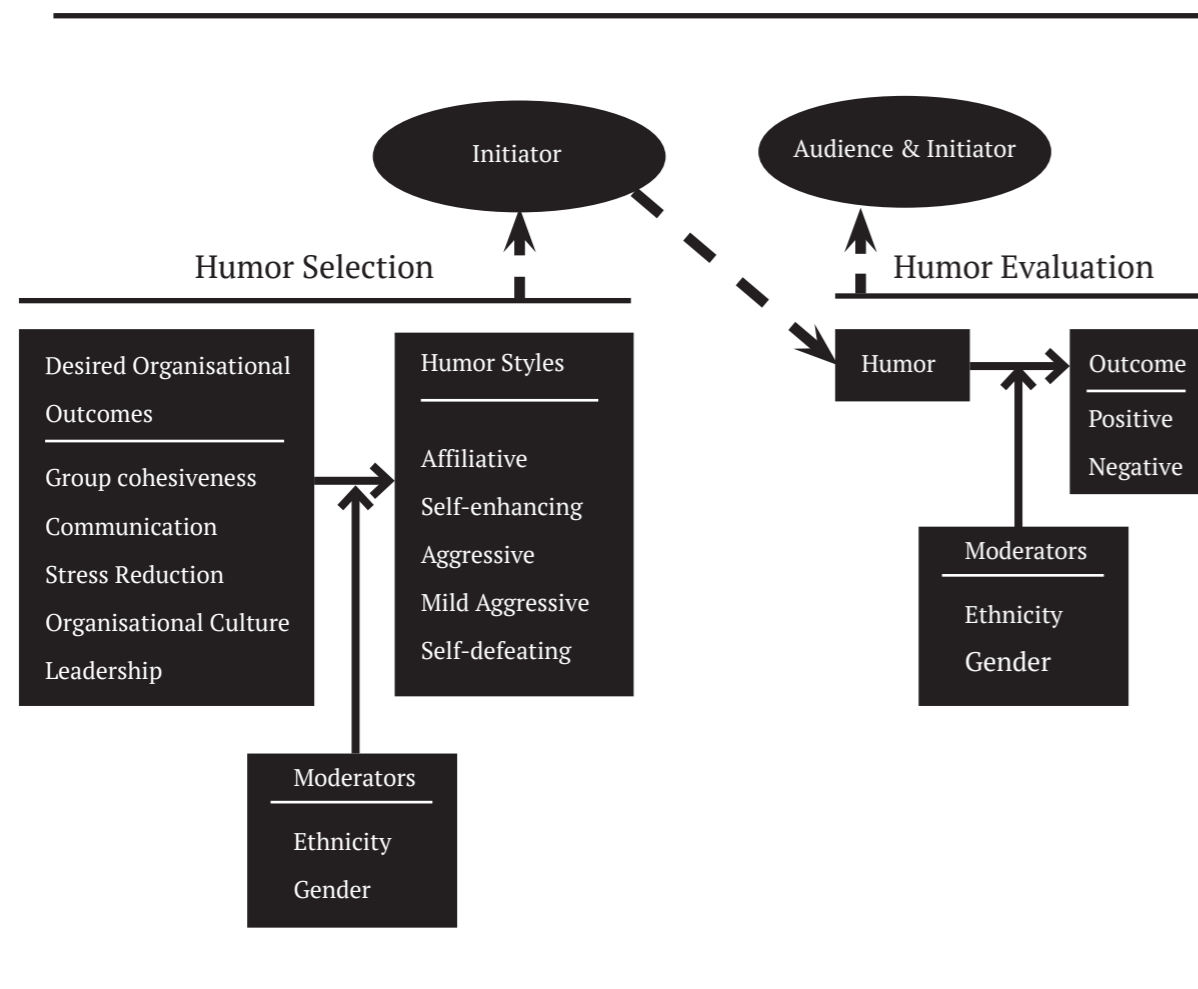 Initiator
Audience & Initiator
Humor Selection
Humor Evaluation
Desired Organisational
Outcomes
Group cohesiveness
Communication
Stress Reduction
Organisational Culture
Leadership
Humor Styles
Affiliative
Self-enhancing
Aggressive
Mild Aggressive
Self-defeating
Moderators
Ethnicity
Gender
Humor
Outcome
Positive
Negative
Moderators
Ethnicity
Gender